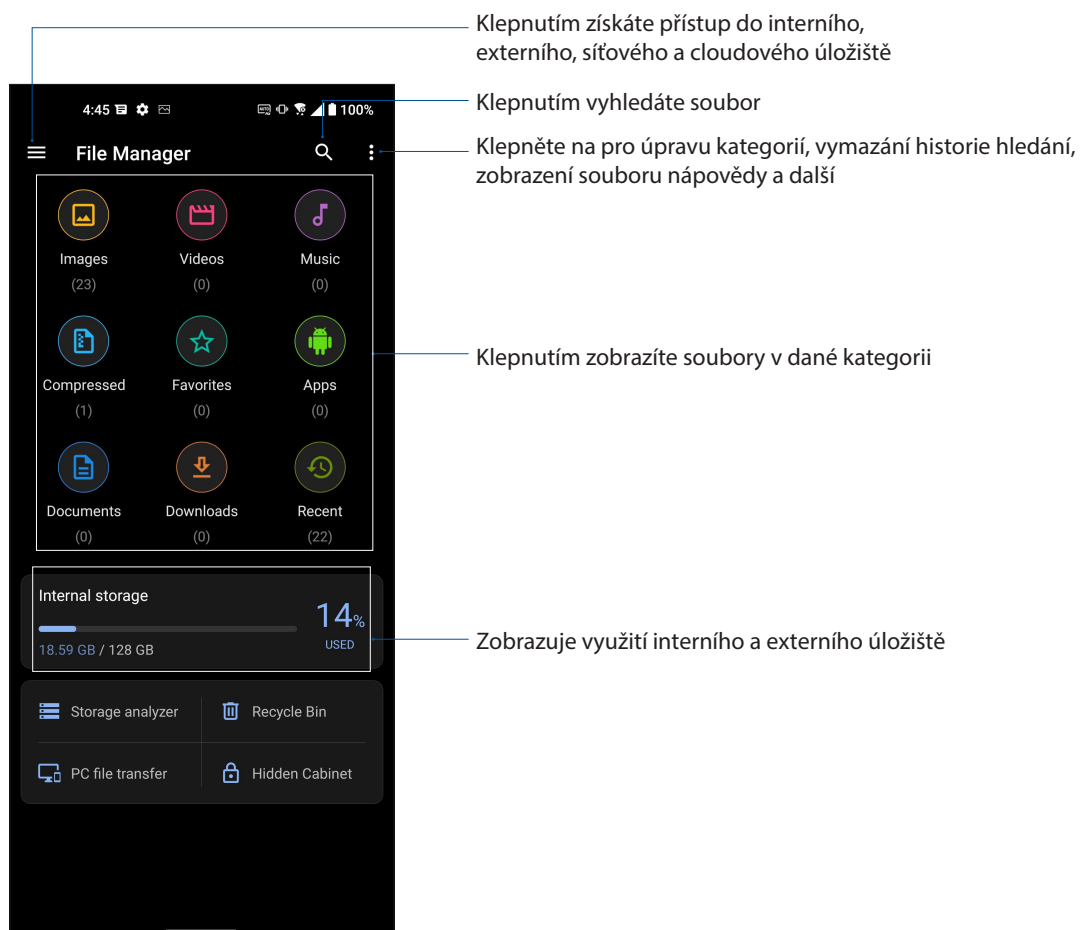 Klepnutím získáte přístup do interního,
externího, síťového a cloudového úložiště
4:45
100%
Klepnutím vyhledáte soubor
File Manager
Klepněte na pro úpravu kategorií, vymazání historie hledání,
zobrazení souboru nápovědy a další
Images Videos Music
(23) (0) (0)
Klepnutím zobrazíte soubory v dané kategorii
Compressed Favorites Apps
(1) (0) (0)
Documents Downloads Recent
(0) (0) (22)
Internal storage
14%
USED
18.59 GB / 128 GB
Zobrazuje využití interního a externího úložiště
Storage analyzer Recycle Bin
PC file transfer Hidden Cabinet